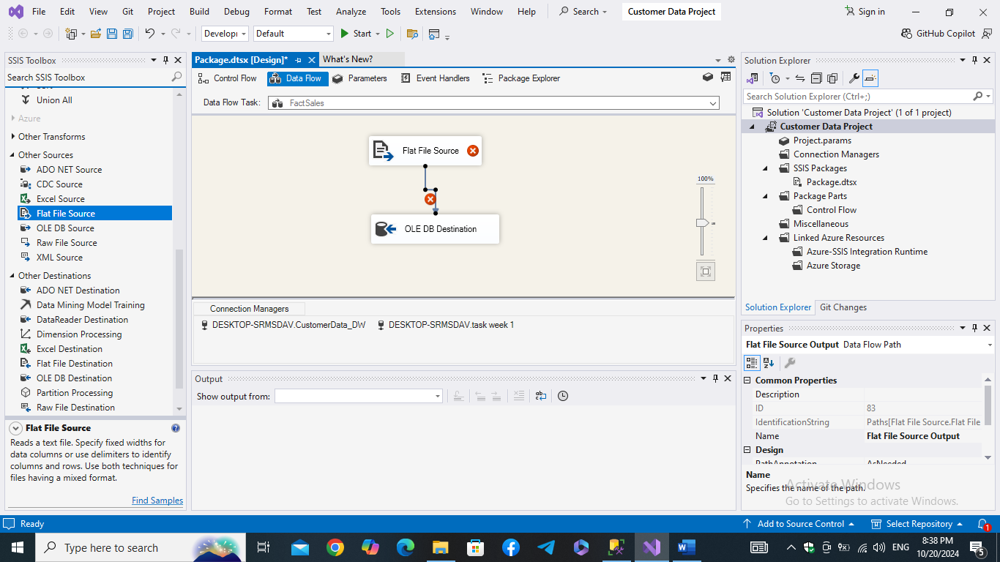 File Edit View Git Project Build Debug Format Test Analyze Tools Extensions Window Help Search Customer Data Project Sign in
Developr Default Start GitHub Copilot
SSIS Toolbox
Search SSIS Toolbox
Union All
Azure
Other Transforms
Other Sources
ADO NET Source
CDC Source
Excel Source
Flat File Source
OLE DB Source
Raw File Source
XML Source
Other Destinations
ADO NET Destination
Data Mining Model Training
DataReader Destination
Dimension Processing
Excel Destination
Flat File Destination
OLE DB Destination
Partition Processing
Raw File Destination
Flat File Source
Reads a text file. Specify fixed widths for
data columns or use delimiters to identify
columns and rows. Use both techniques for
files having a mixed format.
Find Samples
Package.dtsx [Design]* What's New?
Control Flow Data Flow Parameters Event Handlers Package Explorer
Data Flow Task: FactSales
Flat File Source
OLE DB Destination
100%
Connection Managers
DESKTOP-SRMSDAV.CustomerData_DW DESKTOP-SRMSDAV.task week 1
Output
Show output from:
Solution Explorer
Search Solution Explorer (Ctrl+;)
Solution 'Customer Data Project' (1 of 1 project)
Customer Data Project
Project.params
Connection Managers
SSIS Packages
Package.dtsx
Package Parts
Control Flow
Miscellaneous
Linked Azure Resources
Azure-SSIS Integration Runtime
Azure Storage
Solution Explorer Git Changes
Properties
Flat File Source Output Data Flow Path
Common Properties
Description
ID 83
IdentificationString Paths[Flat File Source.Flat File
Name Flat File Source Output
Design
PathAnnotation AsNeeded
Name
Specifies the name of the path.
Activate Windows
Go to Settings to activate Windows.
Ready Add to Source Control Select Repository 1
Type here to search ENG 8:38 PM
10/20/2024 5